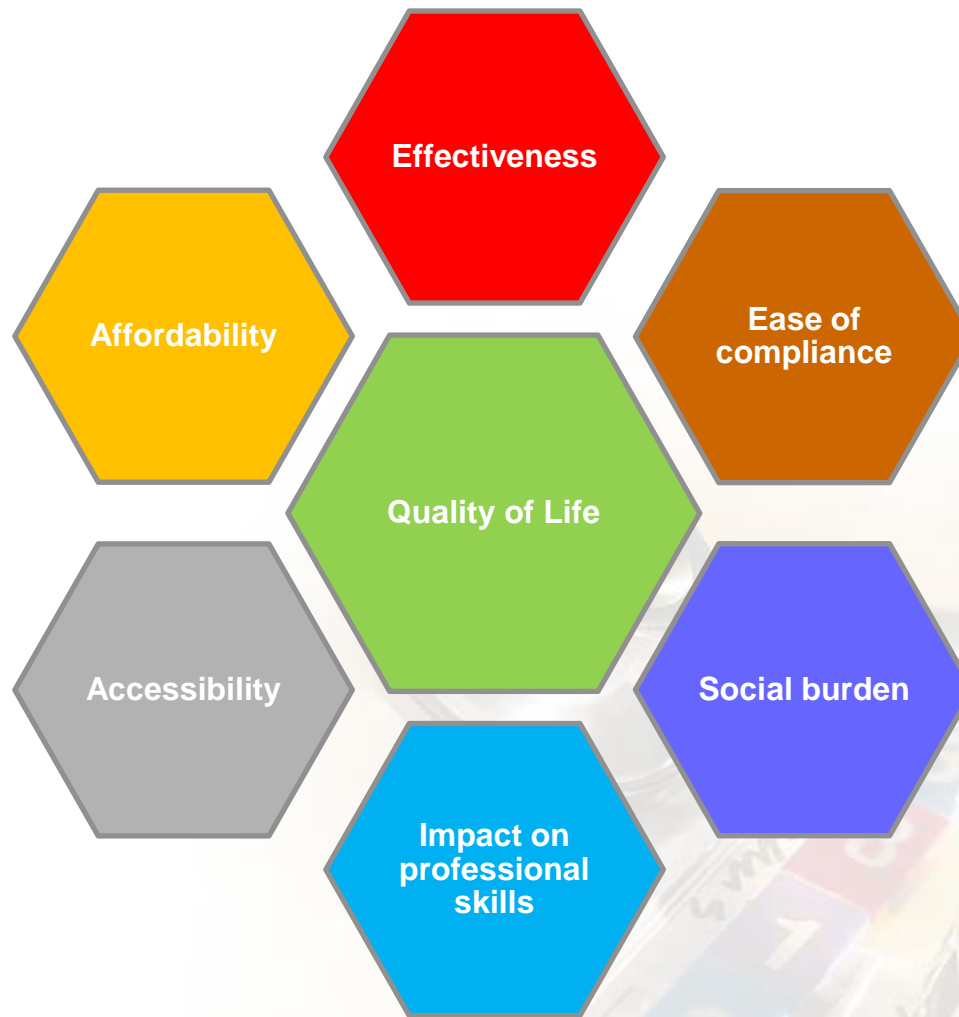 Effectiveness
Affordability
Ease of
compliance
Quality of Life
Accessibility
Social burden
Impact on
professional
skills